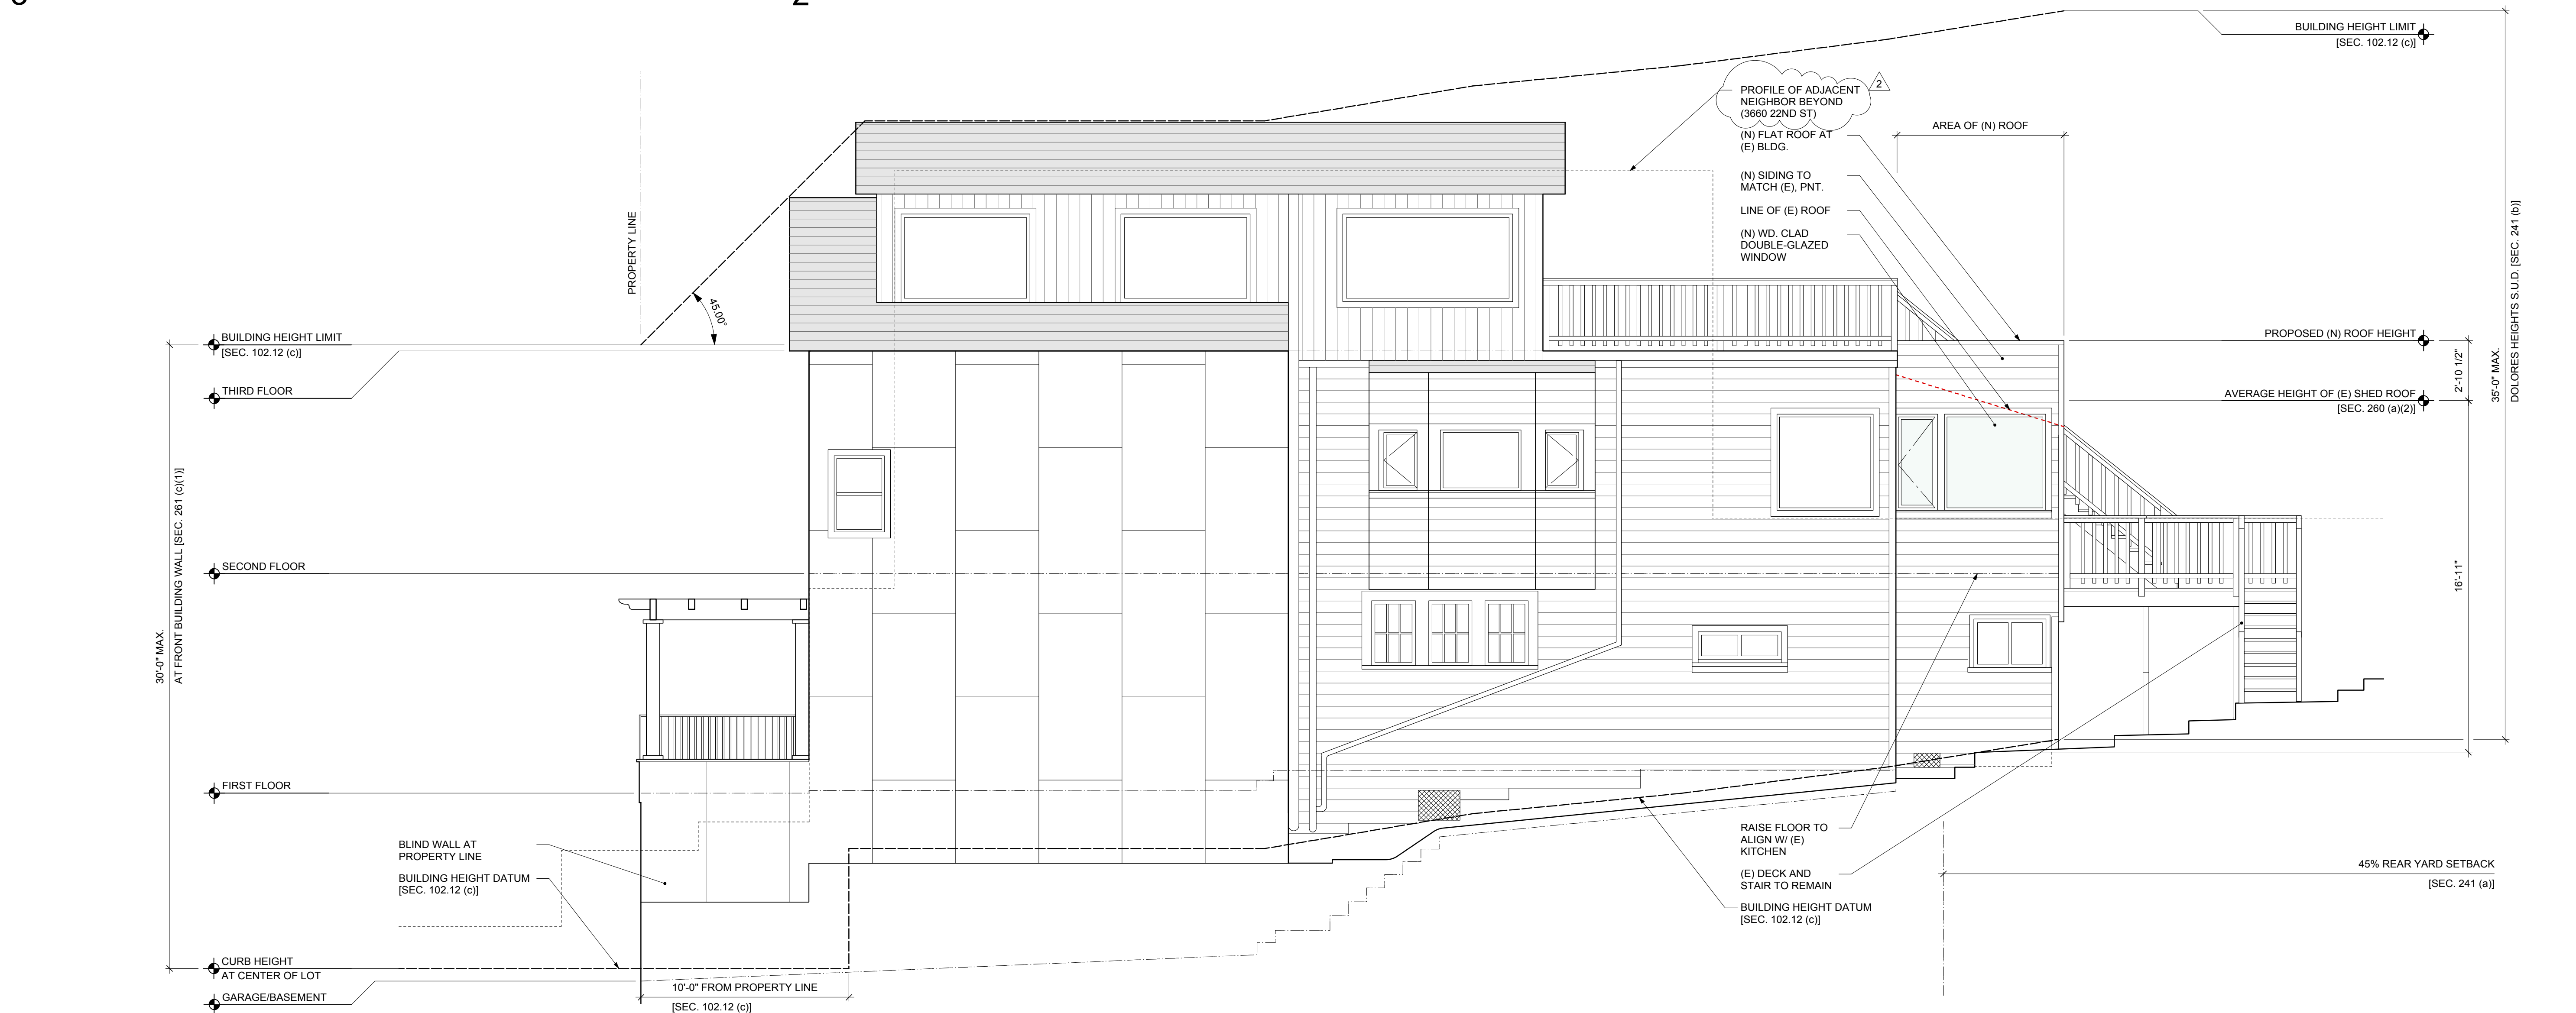 BUILDING HEIGHT LIMIT
[SEC. 102.12 (c)]
2
PROFILE OF ADJACENT
NEIGHBOR BEYOND
(3660 22ND ST)
(N) FLAT ROOF AT
(E) BLDG.
(N) SIDING TO
MATCH (E), PNT.
LINE OF (E) ROOF
(N) WD. CLAD
DOUBLE-GLAZED
WINDOW
AREA OF (N) ROOF
PROPERTY LINE
45.00°
BUILDING HEIGHT LIMIT
[SEC. 102.12 (c)]
THIRD FLOOR
SECOND FLOOR
FIRST FLOOR
30'-0" MAX.
AT FRONT BUILDING WALL [SEC. 261 (c)(1)]
BLIND WALL AT
PROPERTY LINE
BUILDING HEIGHT DATUM
[SEC. 102.12 (c)]
CURB HEIGHT
AT CENTER OF LOT
GARAGE/BASEMENT
10'-0" FROM PROPERTY LINE
[SEC. 102.12 (c)]
PROPOSED (N) ROOF HEIGHT
AVERAGE HEIGHT OF (E) SHED ROOF
[SEC. 260 (a)(2)]
2'-10 1/2"
16'-11"
35'-0" MAX.
DOLORES HEIGHTS S.U.D. [SEC. 241 (b)]
RAISE FLOOR TO
ALIGN W/ (E)
KITCHEN
(E) DECK AND
STAIR TO REMAIN
BUILDING HEIGHT DATUM
[SEC. 102.12 (c)]
45% REAR YARD SETBACK
[SEC. 241 (a)]